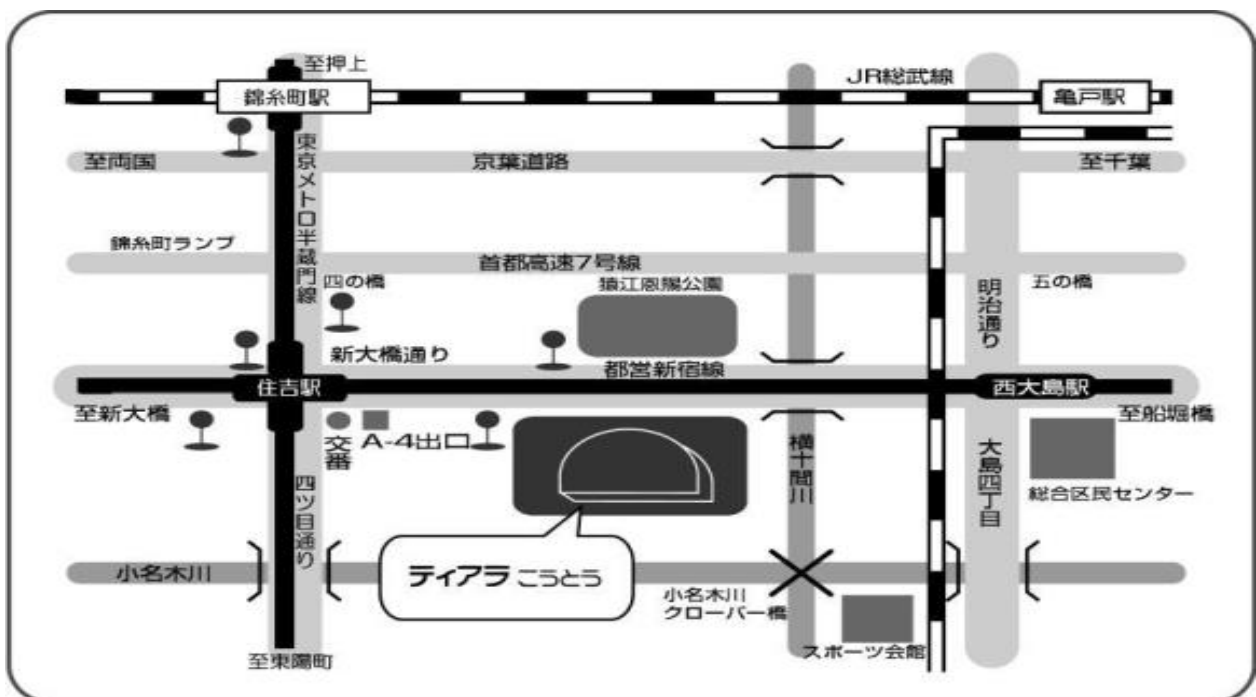 至押上
JR総武線
錦糸町駅
亀戸駅
東京メトロ半蔵門線
至両国
京葉道路
至千葉
錦糸町ランプ
首都高速7号線
四の橋
猿江恩賜公園
明治通り
五の橋
新大橋通り
都営新宿線
住吉駅
西大島駅
至新大橋
至船堀橋
交番
A-4出口
横十間川
大島四丁目
四ツ目通り
総合区民センター
小名木川
ティアラこうとう
小名木川
クローバー橋
スポーツ会館
至東陽町